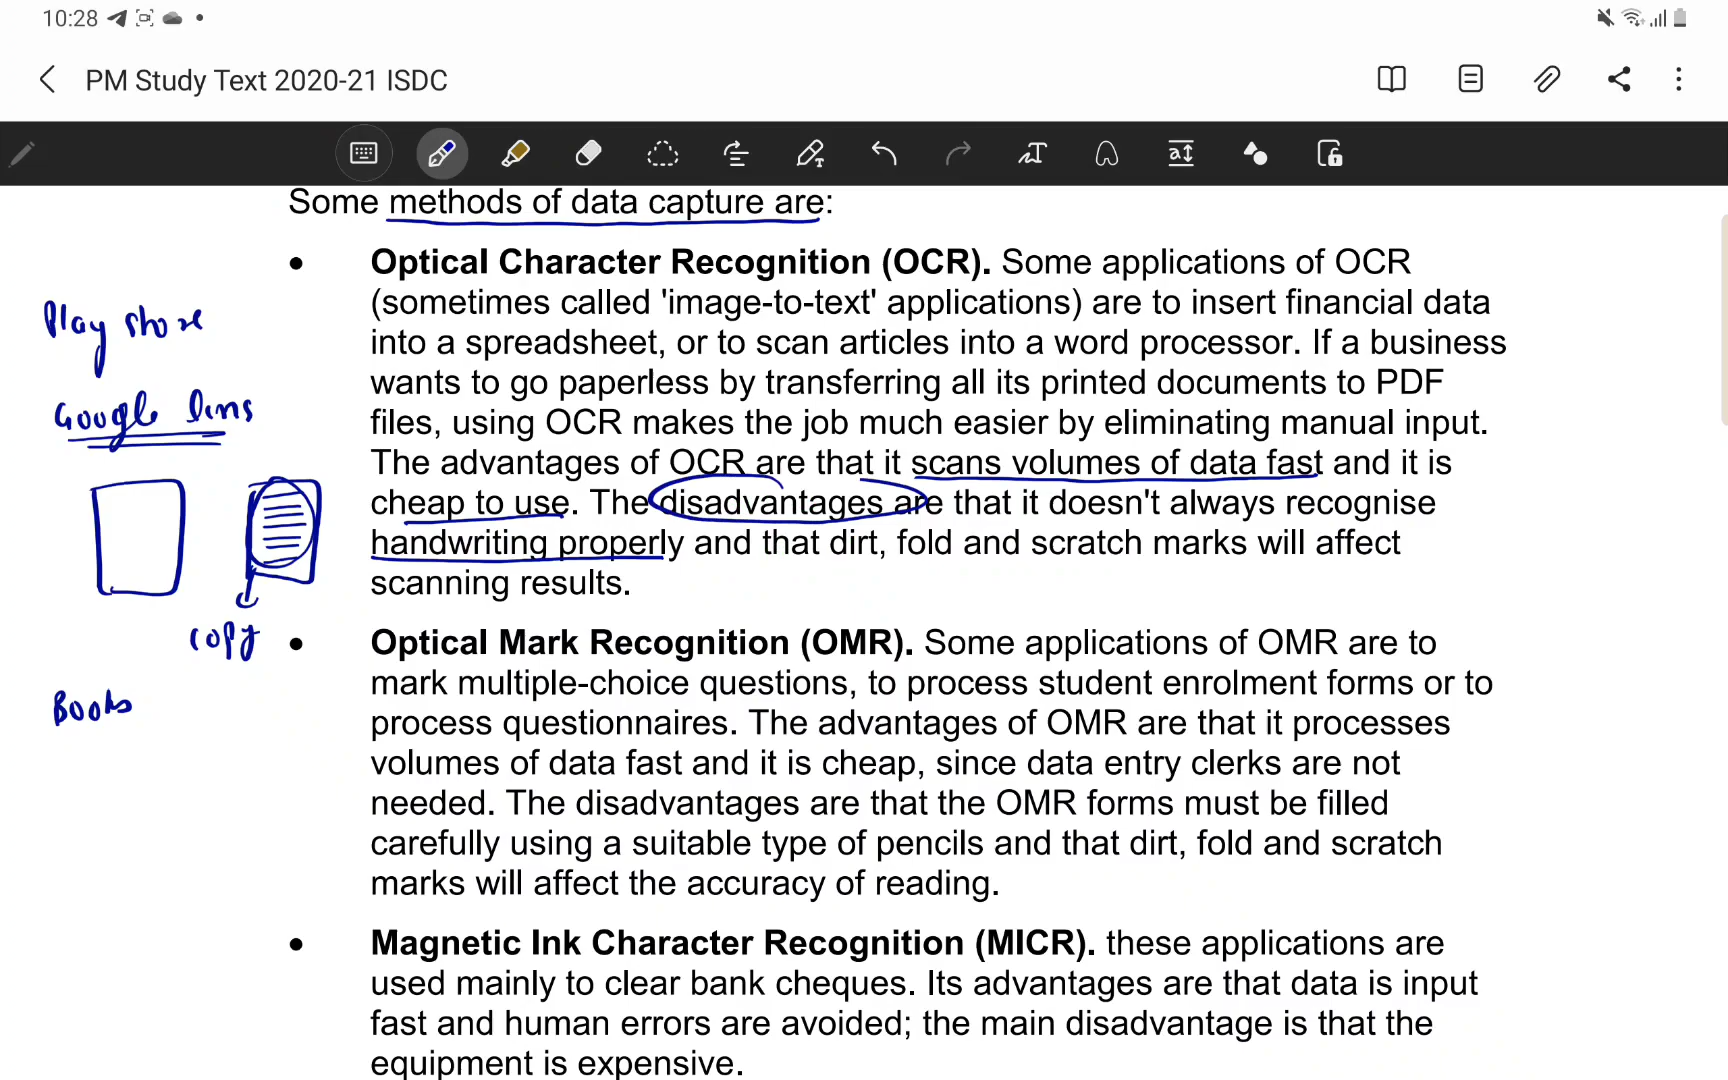 10:28
PM Study Text 2020-21 ISDC
Some methods of data capture are:
• Optical Character Recognition (OCR). Some applications of OCR
(sometimes called 'image-to-text' applications) are to insert financial data
into a spreadsheet, or to scan articles into a word processor. If a business
wants to go paperless by transferring all its printed documents to PDF
files, using OCR makes the job much easier by eliminating manual input.
The advantages of OCR are that it scans volumes of data fast and it is
cheap to use. The disadvantages are that it doesn't always recognise
handwriting properly and that dirt, fold and scratch marks will affect
scanning results.
• Optical Mark Recognition (OMR). Some applications of OMR are to
mark multiple-choice questions, to process student enrolment forms or to
process questionnaires. The advantages of OMR are that it processes
volumes of data fast and it is cheap, since data entry clerks are not
needed. The disadvantages are that the OMR forms must be filled
carefully using a suitable type of pencils and that dirt, fold and scratch
marks will affect the accuracy of reading.
• Magnetic Ink Character Recognition (MICR). these applications are
used mainly to clear bank cheques. Its advantages are that data is input
fast and human errors are avoided; the main disadvantage is that the
equipment is expensive.
Play store
Google lens
copy
Books